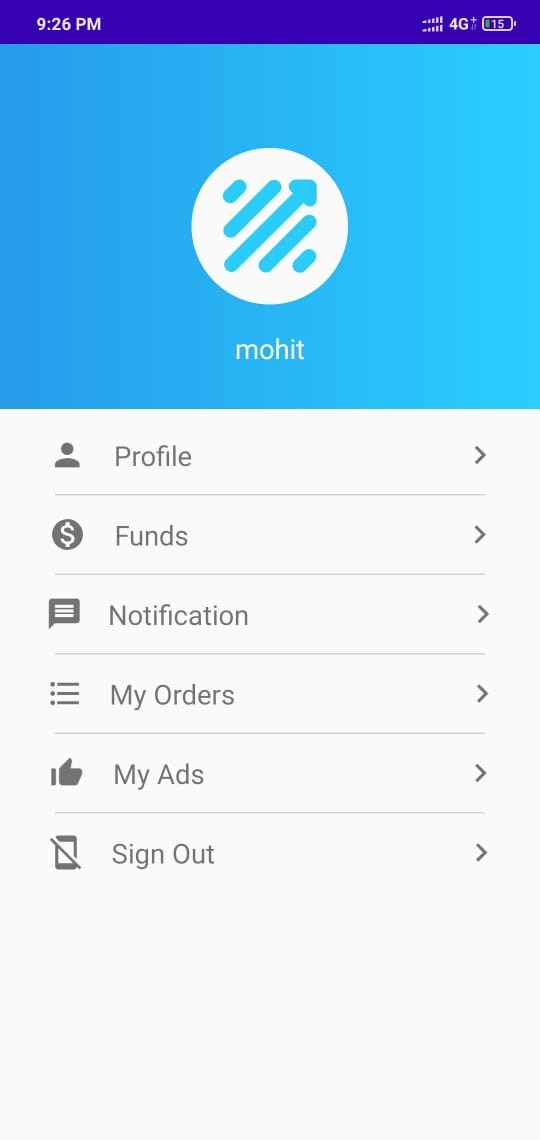 9:26 PM
4G+
15
mohit
Profile
Funds
Notification
My Orders
My Ads
Sign Out